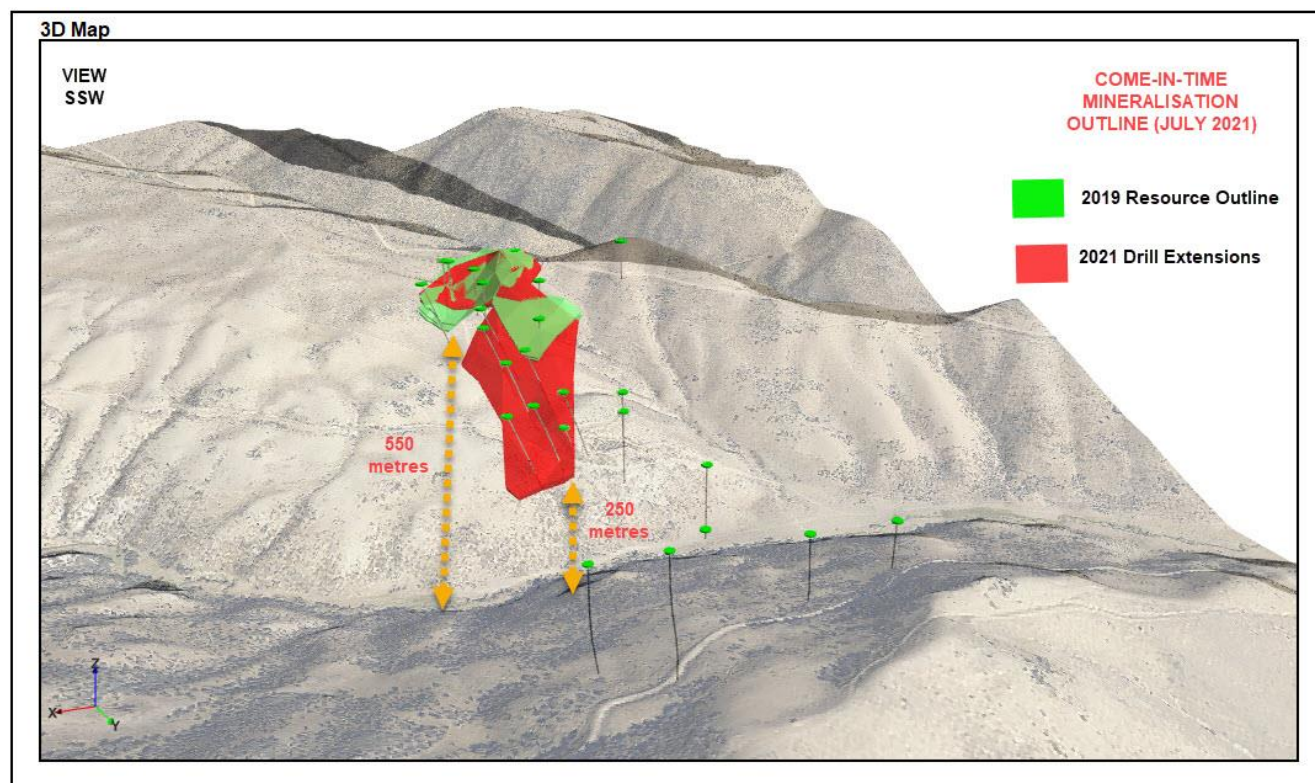 3D Map
VIEW
SSW
COME-IN-TIME
MINERALISATION
OUTLINE (JULY 2021)
2019 Resource Outline
2021 Drill Extensions
550
metres
250
metres
Z
X
Y